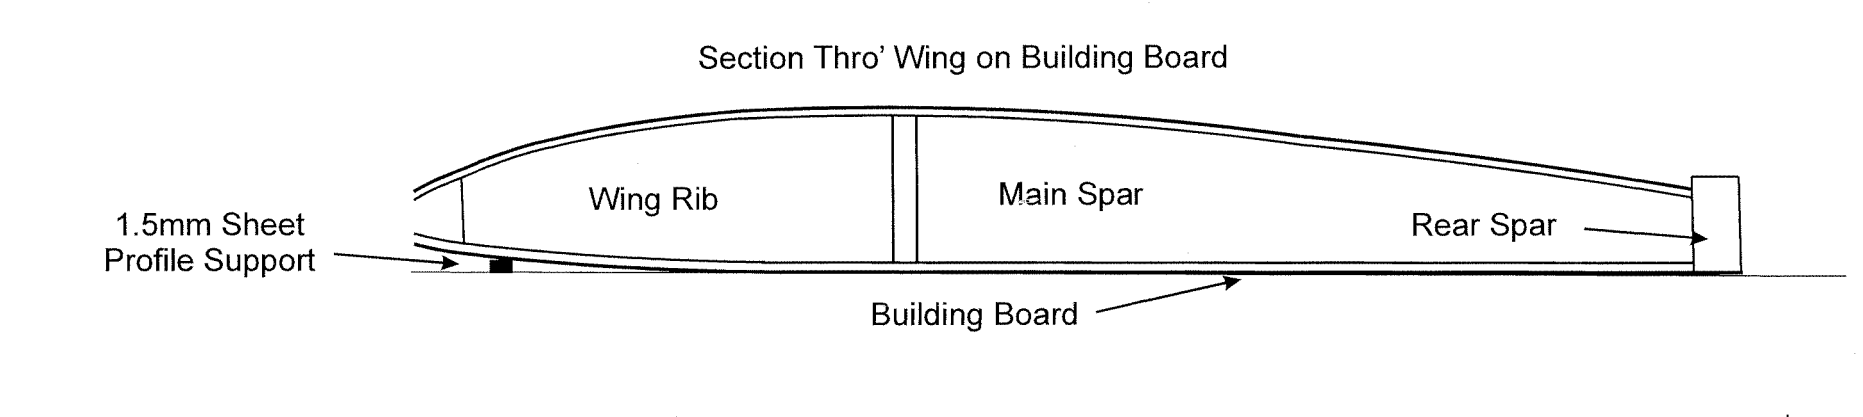 Section Thro' Wing on Building Board
Wing Rib
Main Spar
1.5mm Sheet
Profile Support
Rear Spar
Building Board